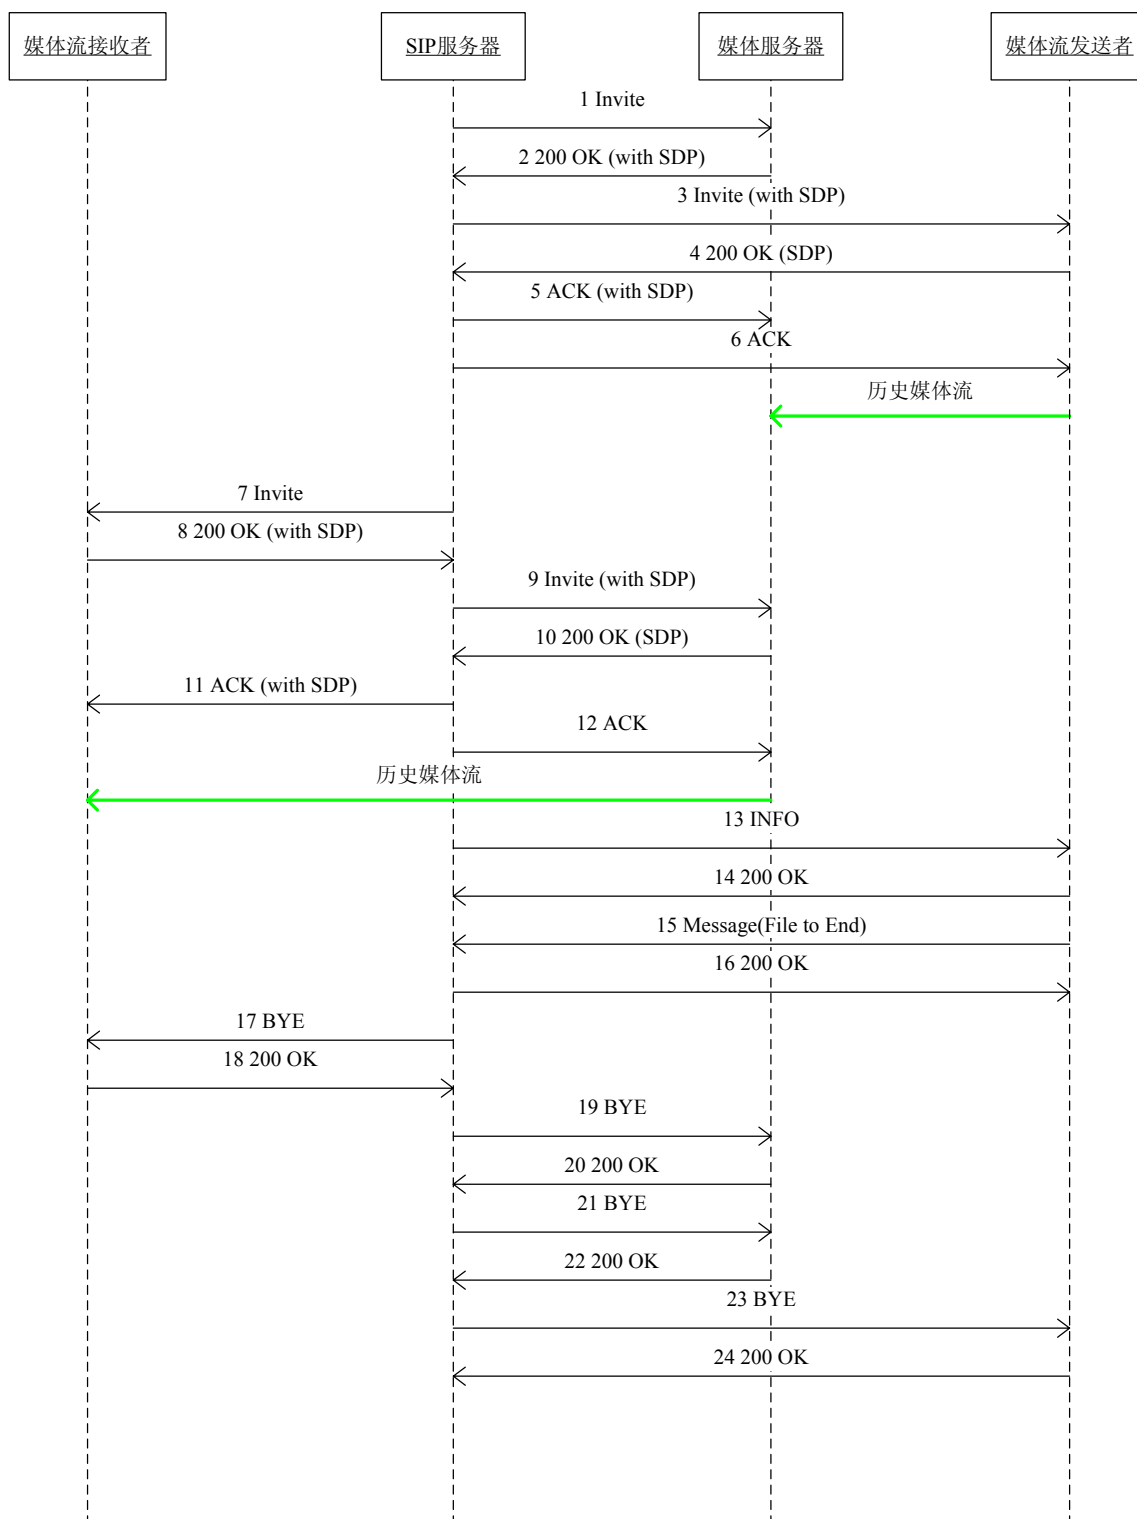 媒体流接收者
SIP服务器
媒体服务器
媒体流发送者
1 Invite
2 200 OK (with SDP)
3 Invite (with SDP)
4 200 OK (SDP)
5 ACK (with SDP)
6 ACK
历史媒体流
7 Invite
8 200 OK (with SDP)
9 Invite (with SDP)
10 200 OK (SDP)
11 ACK (with SDP)
12 ACK
历史媒体流
13 INFO
14 200 OK
15 Message(File to End)
16 200 OK
17 BYE
18 200 OK
19 BYE
20 200 OK
21 BYE
22 200 OK
23 BYE
24 200 OK